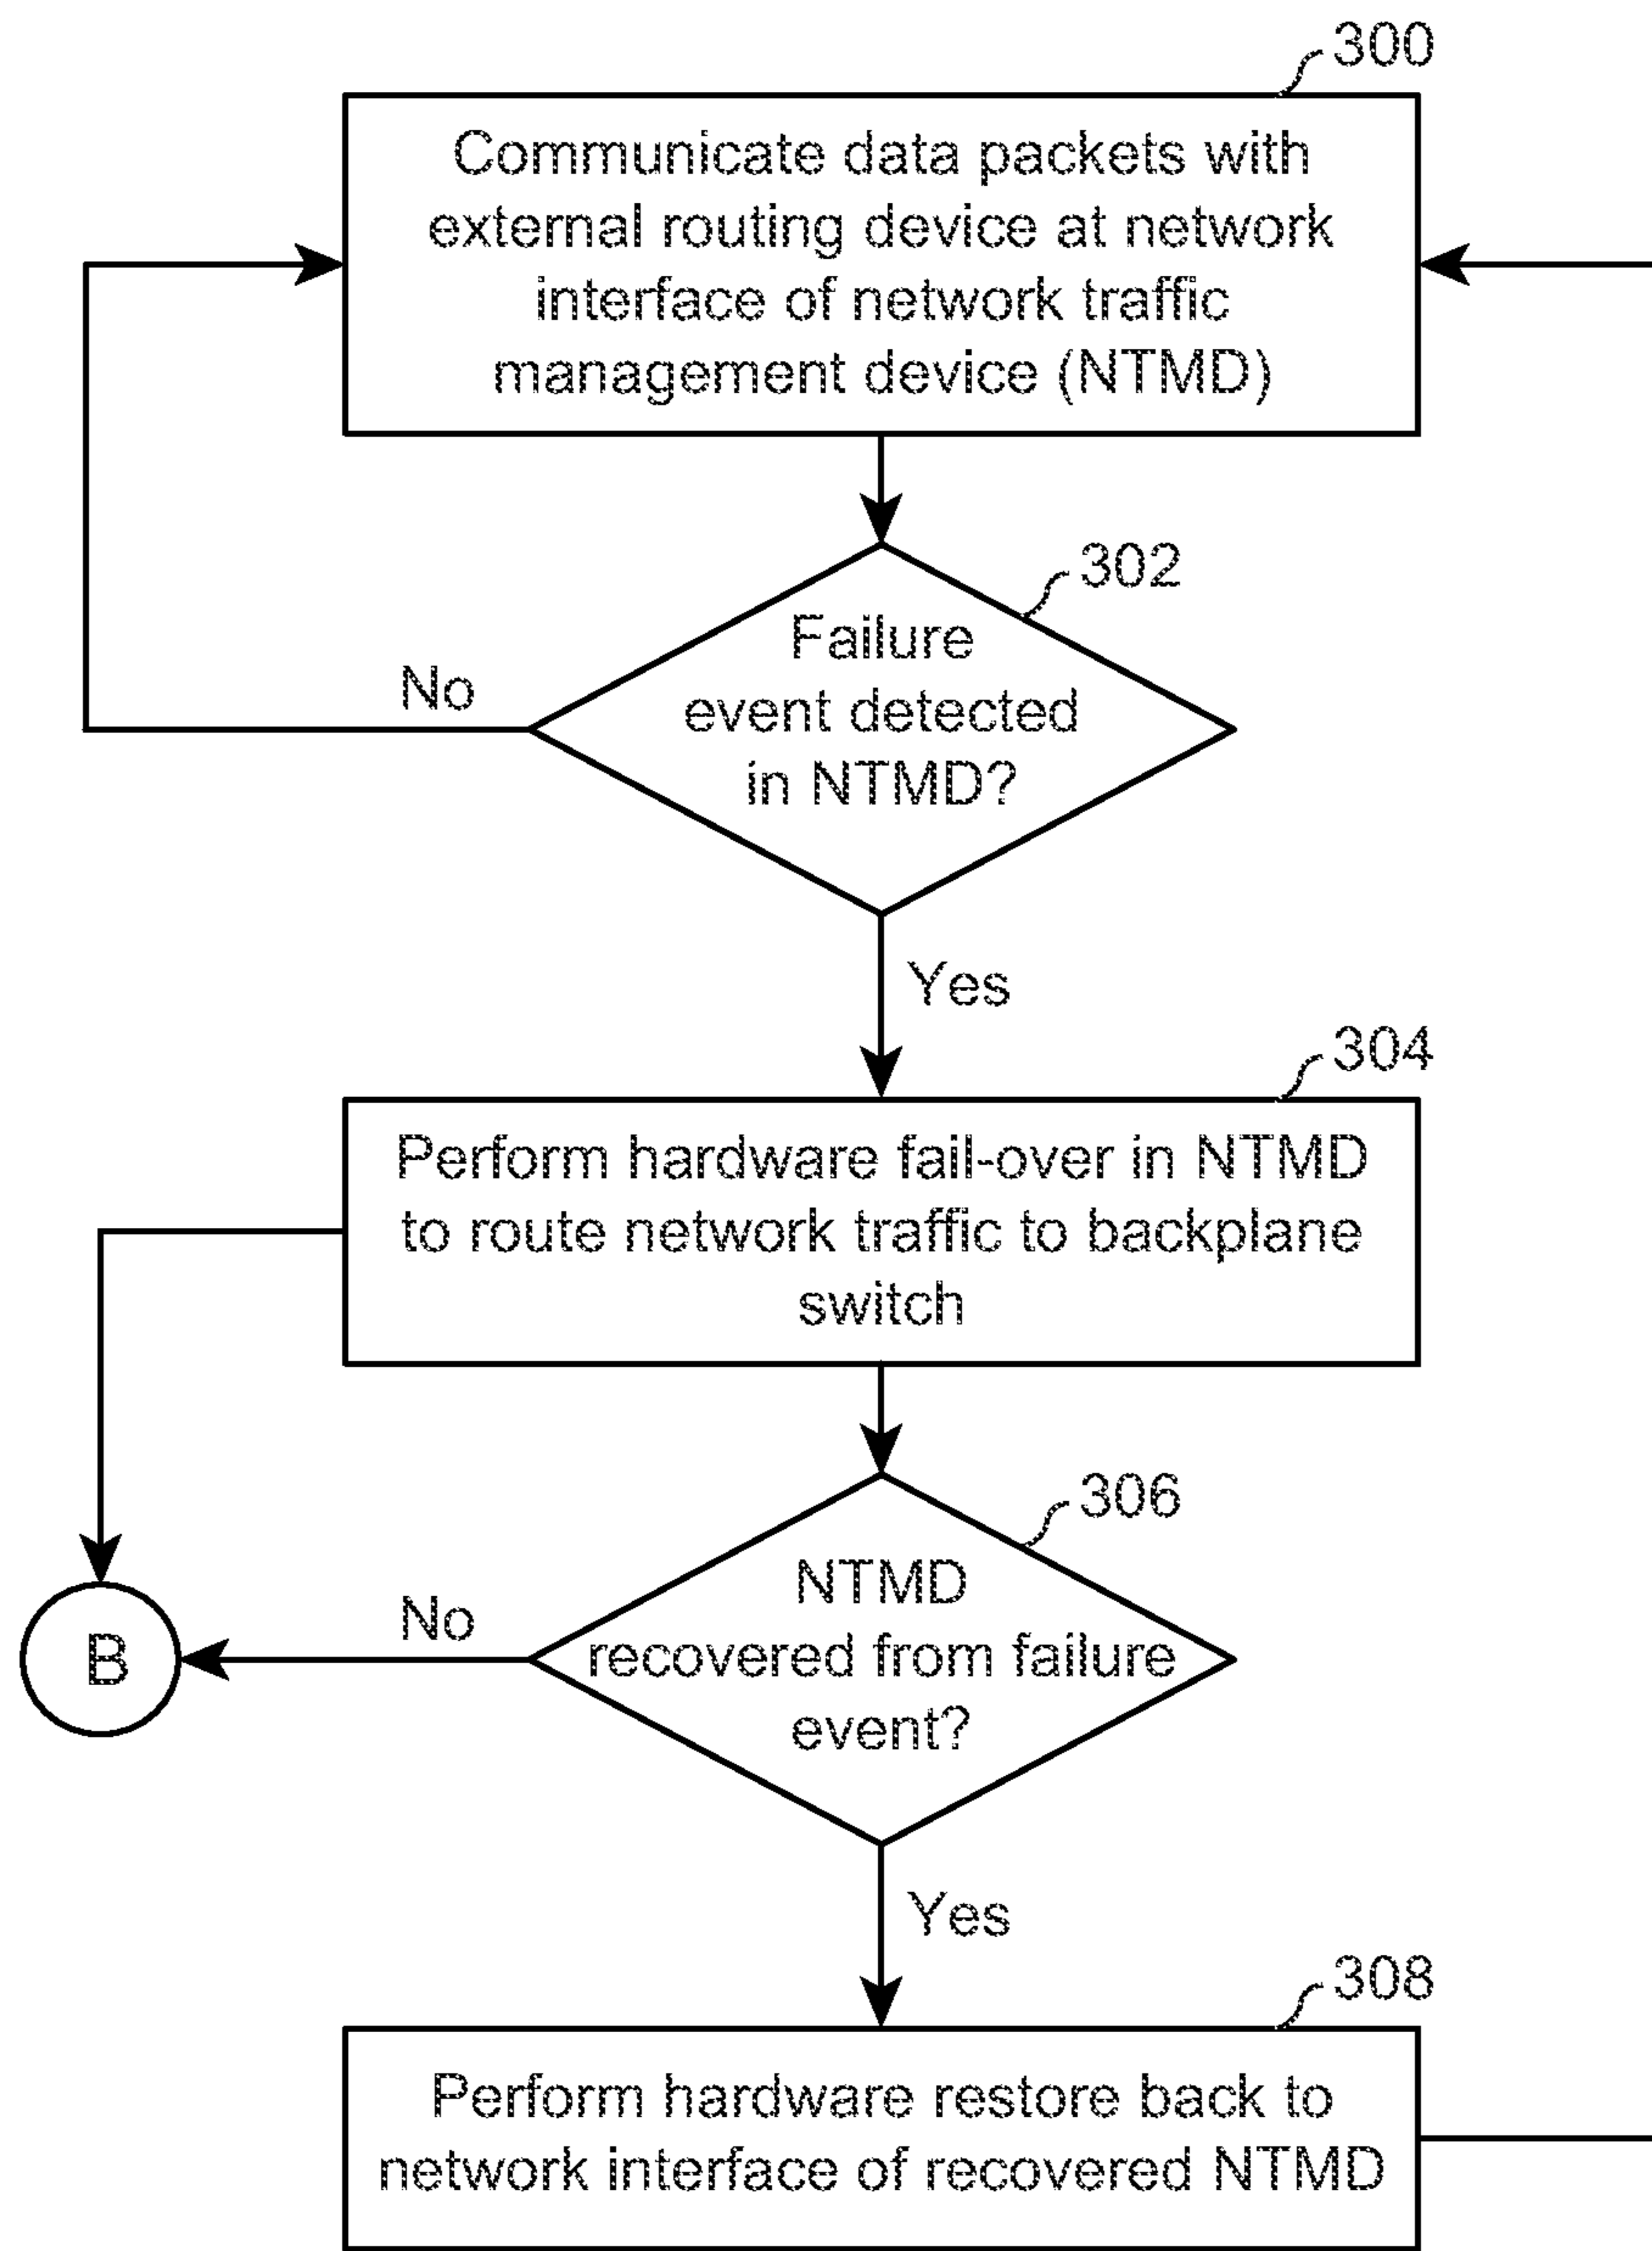 300
Communicate data packets with
external routing device at network
interface of network traffic
management device (NTMD)
302
Failure
event detected
in NTMD?
No
Yes
304
Perform hardware fail-over in NTMD
to route network traffic to backplane
switch
306
NTMD
recovered from failure
event?
No
B
Yes
308
Perform hardware restore back to
network interface of recovered NTMD